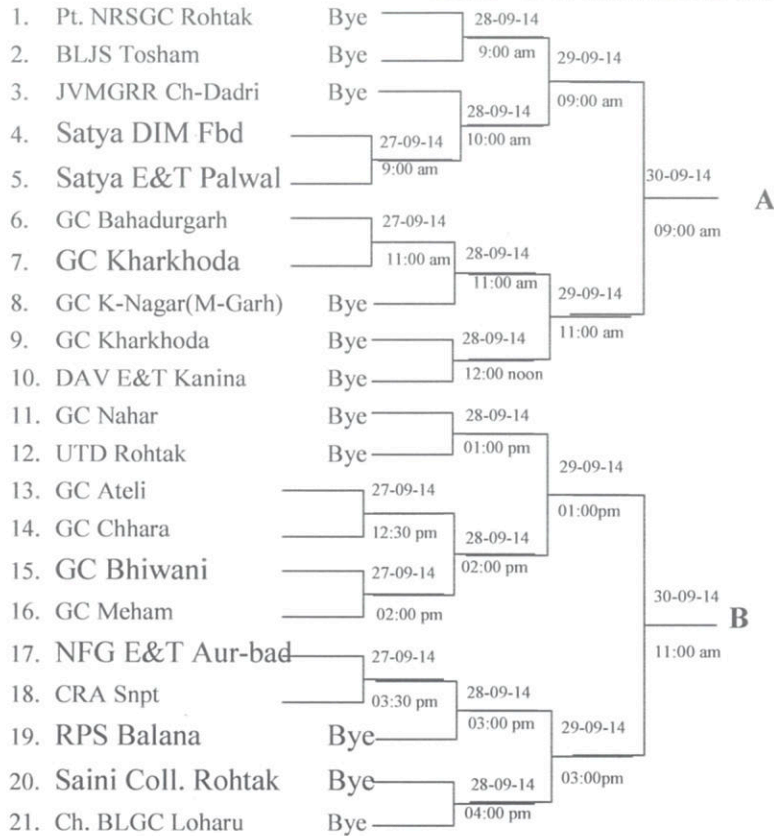 1. Pt. NRSGC Rohtak Bye 28-09-14
2. BLJS Tosham Bye 9:00 am 29-09-14
3. JVMGRR Ch-Dadri Bye 28-09-14 09:00 am
4. Satya DIM Fbd 27-09-14 10:00 am
5. Satya E&T Palwal 9:00 am 30-09-14 A
6. GC Bahadurgarh 27-09-14 09:00 am
7. GC Kharkhoda 11:00 am 28-09-14
8. GC K-Nagar(M-Garh) Bye 11:00 am 29-09-14
9. GC Kharkhoda Bye 28-09-14 11:00 am
10. DAV E&T Kanina Bye 12:00 noon
11. GC Nahar Bye 28-09-14
12. UTD Rohtak Bye 01:00 pm 29-09-14
13. GC Ateli 27-09-14 01:00pm
14. GC Chhara 12:30 pm 28-09-14
15. GC Bhiwani 27-09-14 02:00 pm 30-09-14
16. GC Meham 02:00 pm B
17. NFG E&T Aur-bad 27-09-14 11:00 am
18. CRA Snpt 03:30 pm 28-09-14
19. RPS Balana Bye 03:00 pm 29-09-14
20. Saini Coll. Rohtak Bye 28-09-14 03:00pm
21. Ch. BLGC Loharu Bye 04:00 pm